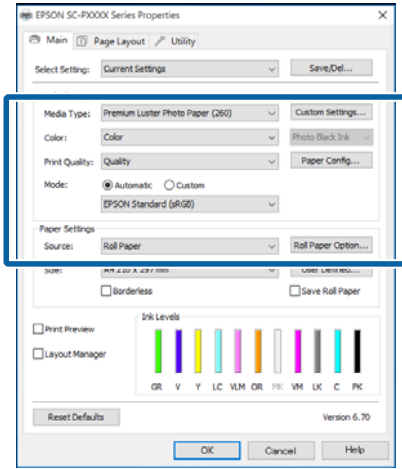 EPSON SC-PXXXX Series Properties
Main Page Layout Utility
Select Setting: Current Settings Save/Del...
Media Type: Premium Luster Photo Paper (260) Custom Settings...
Color: Color Photo Black Ink
Print Quality: Quality Paper Config...
Mode: Automatic Custom
EPSON Standard (sRGB)
Paper Settings
Source: Roll Paper Roll Paper Option...
Size: A4 210 x 297 mm User Defined...
Borderless Save Roll Paper
Ink Levels
Print Preview
Layout Manager
GR V Y LC VLM OR MK VM LK C PK
Reset Defaults Version 6.70
OK Cancel Help